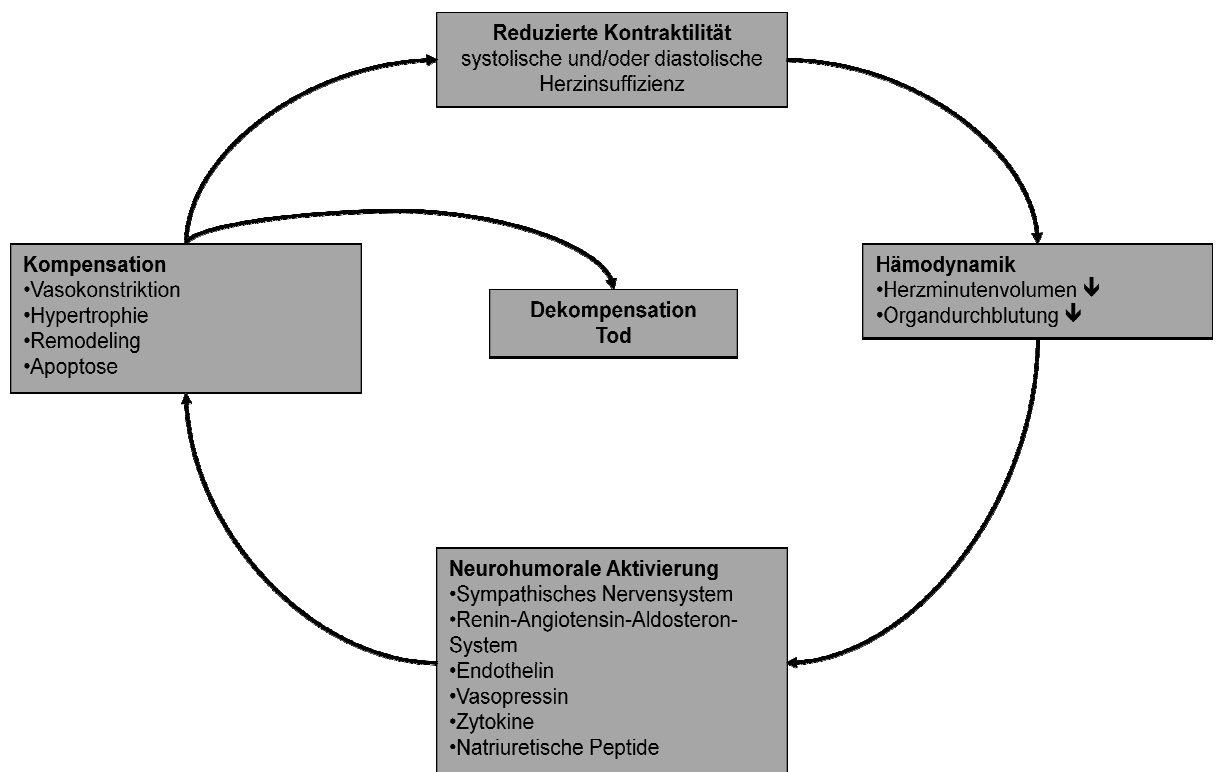 Reduzierte Kontraktilität
systolische und/oder diastolische
Herzinsuffizienz
Kompensation
•Vasokonstriktion
•Hypertrophie
•Remodeling
•Apoptose
Dekompensation
Tod
Hämodynamik
•Herzminutenvolumen 🡻
•Organdurchblutung 🡻
Neurohumorale Aktivierung
•Sympathisches Nervensystem
•Renin-Angiotensin-Aldosteron-
System
•Endothelin
•Vasopressin
•Zytokine
•Natriuretische Peptide